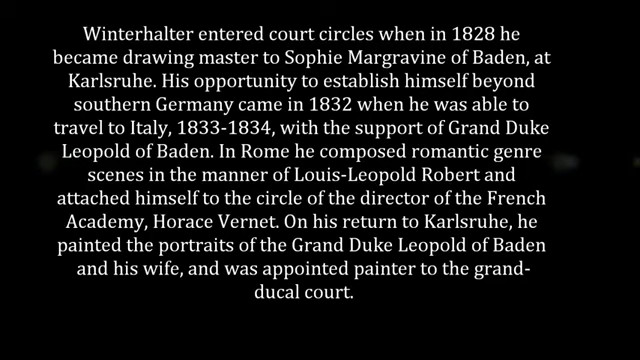 Winterhalter entered court circles when in 1828 he
became drawing master to Sophie Margravine of Baden, at
Karlsruhe. His opportunity to establish himself beyond
southern Germany came in 1832 when he was able to
travel to Italy, 1833-1834, with the support of Grand Duke
Leopold of Baden. In Rome he composed romantic genre
scenes in the manner of Louis-Leopold Robert and
attached himself to the circle of the director of the French
Academy, Horace Vernet. On his return to Karlsruhe, he
painted the portraits of the Grand Duke Leopold of Baden
and his wife, and was appointed painter to the grand-
ducal court.